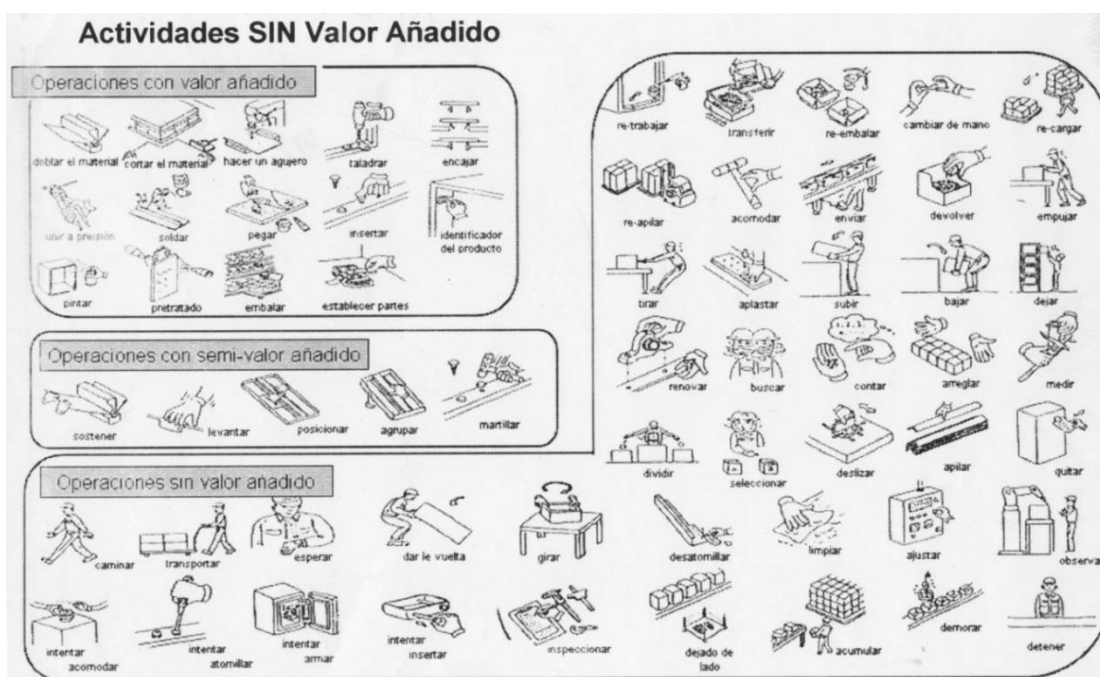 Actividades SIN Valor Añadido
Operaciones con valor añadido
doblar el material cortar el material hacer un agujero taladrar encajar
unir a presión soldar pegar insertar identificador
del producto
pintar pretratado embalar establecer partes
Operaciones con semi-valor añadido
sostener levantar posicionar agrupar martillar
Operaciones sin valor añadido
caminar transportar esperar dar le vuelta girar desatornillar limpiar ajustar observa
intentar
acomodar
intentar
atornillar
intentar
armar
intentar
insertar
inspeccionar
dejado de
lado
acumular demorar detener
re-trabajar transferir re-embalar cambiar de mano re-cargar
re-apilar acomodar enviar devolver empujar
tirar aplastar subir bajar dejar
renovar buscar contar arreglar medir
dividir seleccionar deslizar apilar quitar